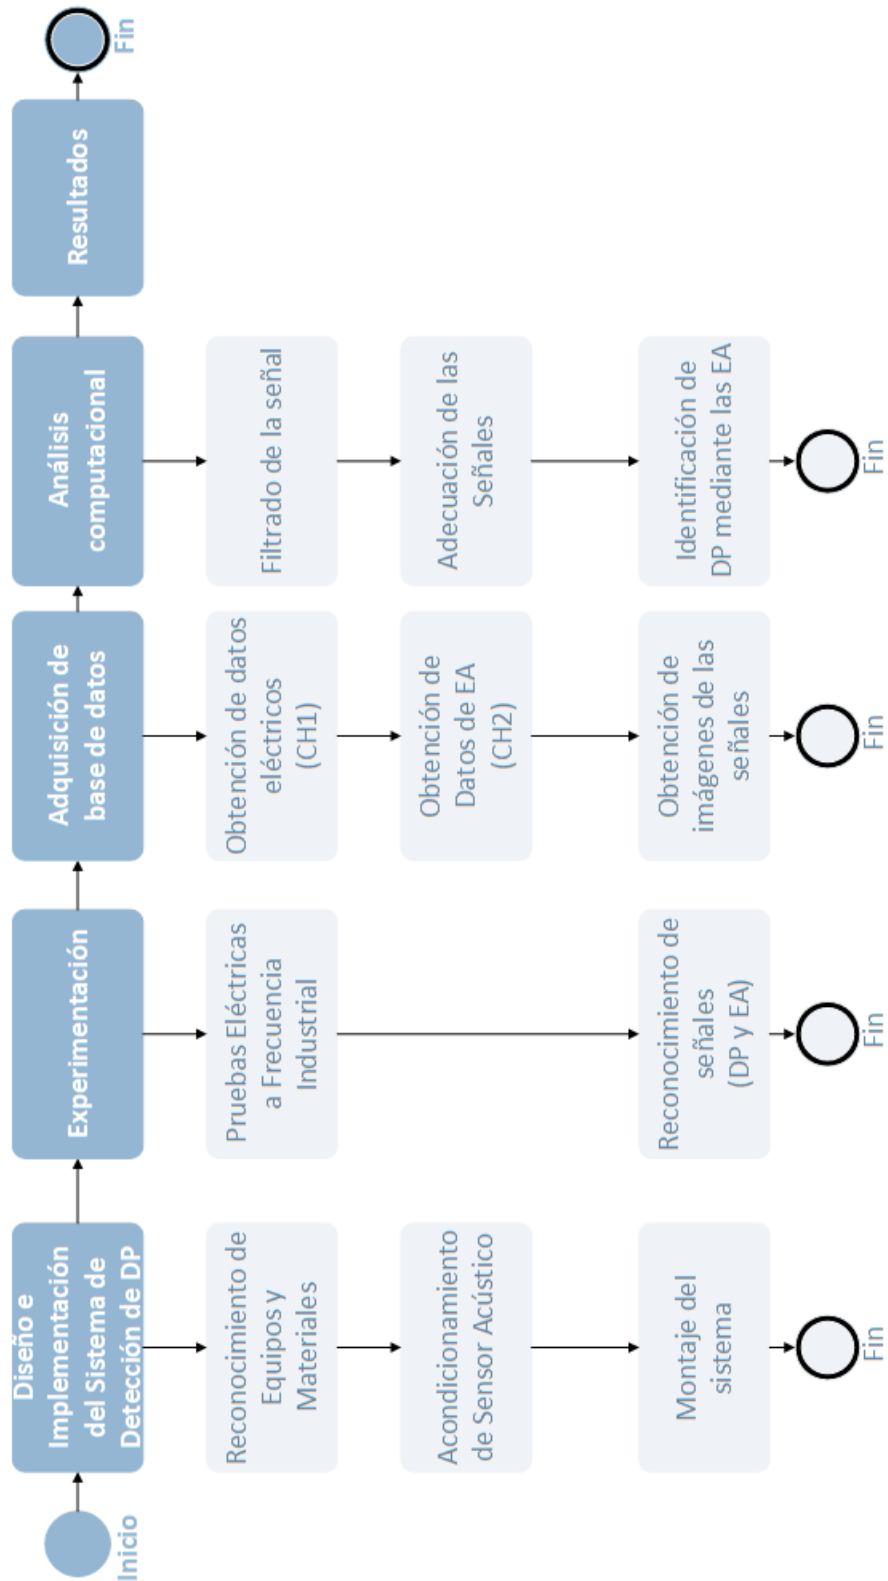 Inicio
Diseño e
Implementación
del Sistema de
Detección de DP
Experimentación
Adquisición de
base de datos
Análisis
computacional
Resultados
Fin
Reconocimiento de
Equipos y
Materiales
Acondicionamiento
de Sensor Acústico
Montaje del
sistema
Fin
Pruebas Eléctricas
a Frecuencia
Industrial
Reconocimiento de
señales
(DP y EA)
Fin
Obtención de datos
eléctricos
(CH1)
Obtención de
Datos de EA
(CH2)
Obtención de
imágenes de las
señales
Fin
Filtrado de la señal
Adecuación de las
Señales
Identificación de
DP mediante las EA
Fin